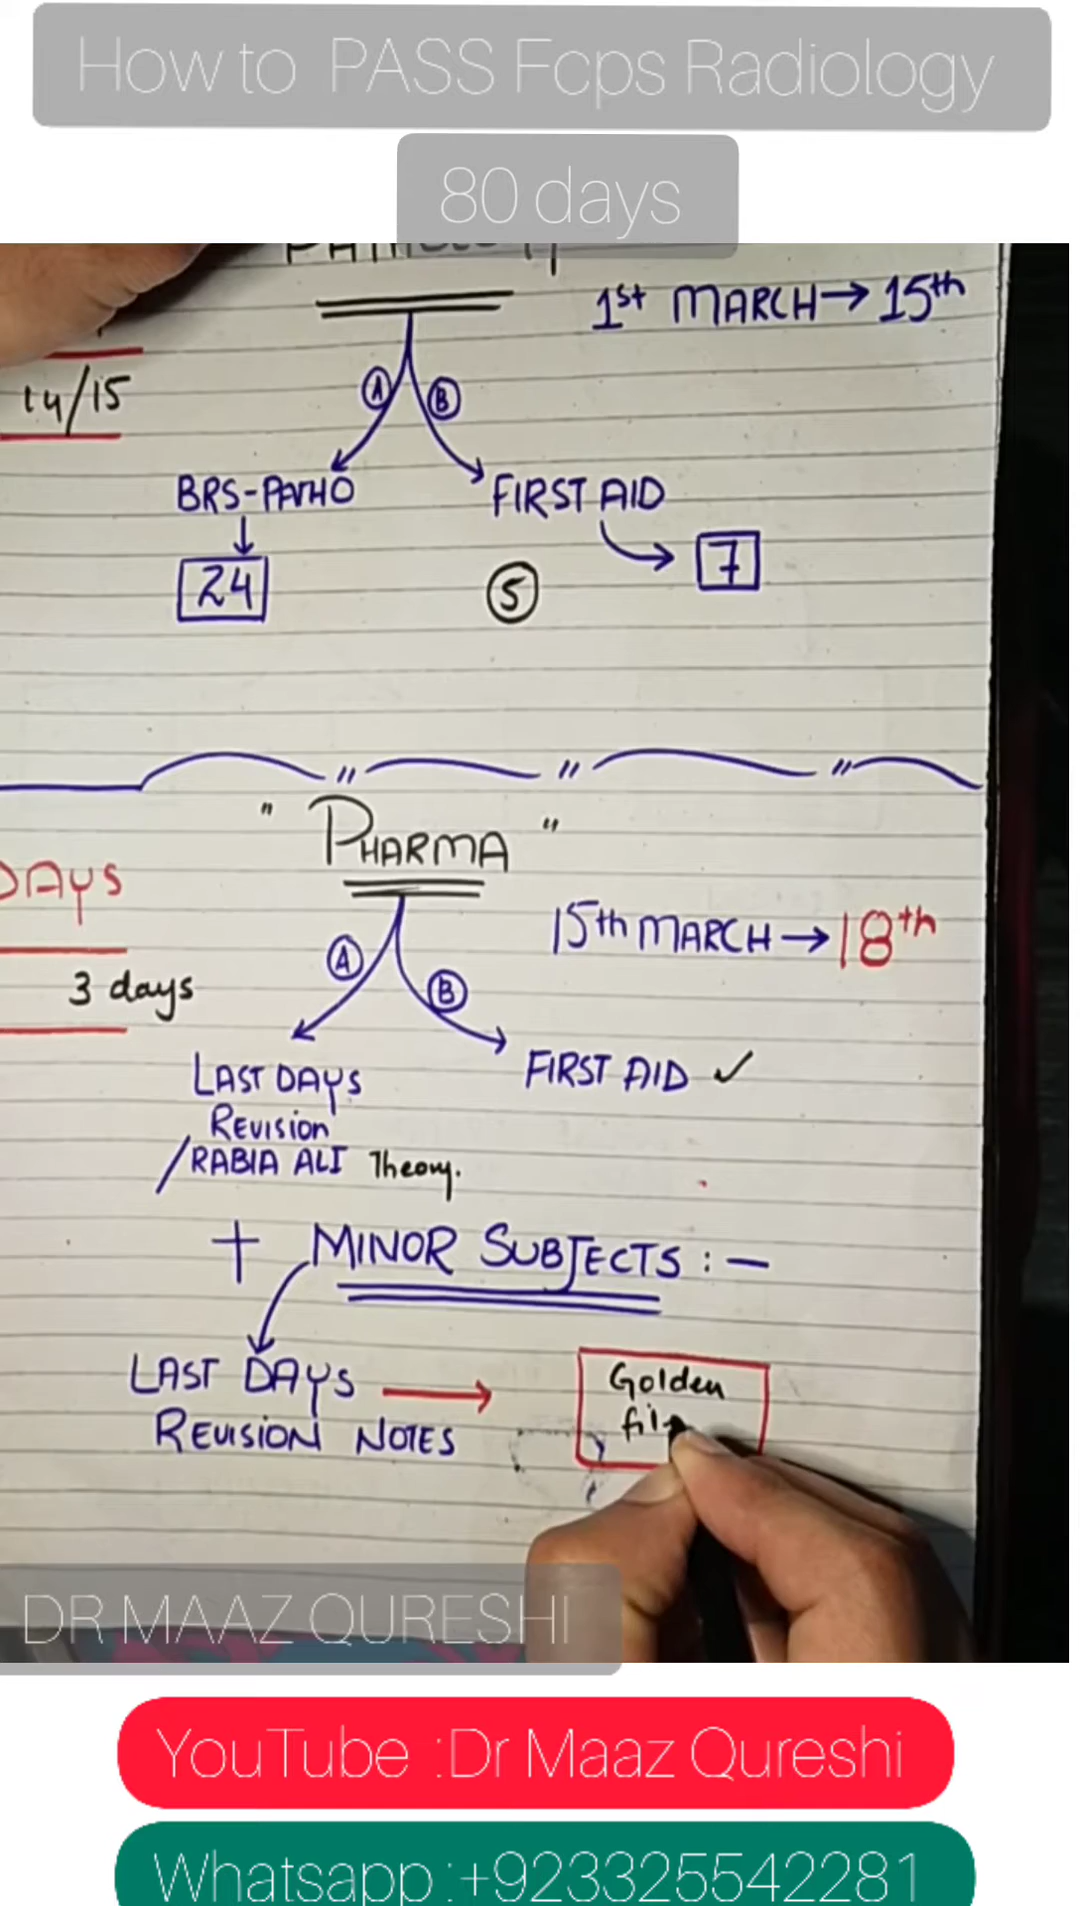 How to PASS Fcps Radiology
80 days
1st MARCH → 15th
14/15
A B
BRS-PATHO
FIRST AID
24
7
5
" PHARMA "
DAYS
15th MARCH → 18th
3 days
A B
LAST DAYS
REVISION
/RABIA ALI Theory.
FIRST AID ✓
+ MINOR SUBJECTS : -
LAST DAYS →
REVISION NOTES
Golden
DR MAAZ QURESHI
YouTube :Dr Maaz Qureshi
Whatsapp :+923325542281